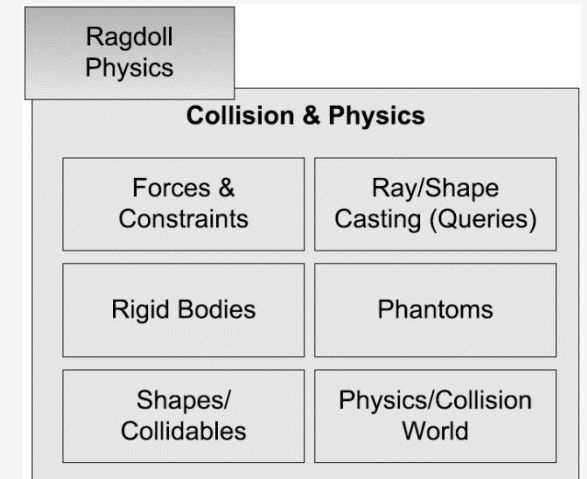 Ragdoll
Physics
Collision & Physics
Forces &
Constraints
Ray/Shape
Casting (Queries)
Rigid Bodies
Phantoms
Shapes/
Collidables
Physics/Collision
World